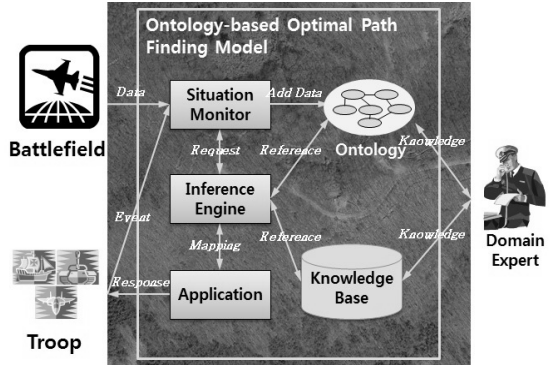 Ontology-based Optimal Path
Finding Model
Data
Situation
Monitor
Add Data
Battlefield
Ontology
Knowledge
Request
Reference
Inference
Engine
Event
Domain
Expert
Mapping
Reference
Knowledge
Response
Application
Knowledge
Base
Troop